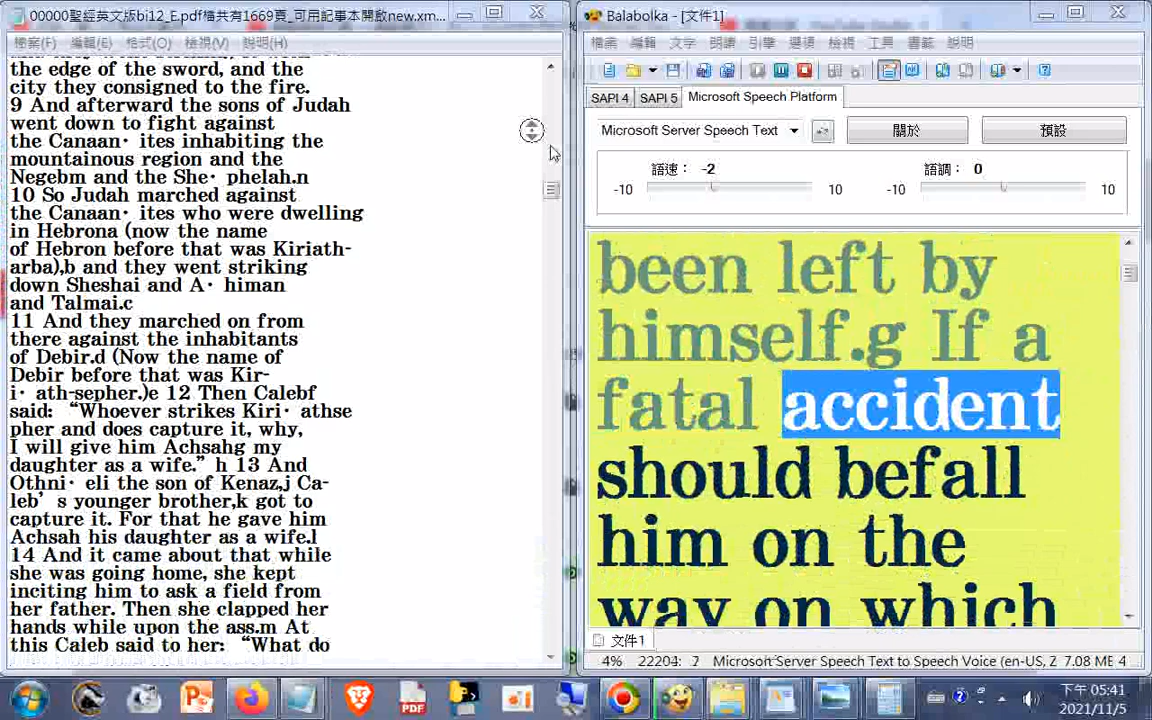 00000聖經英文版bi12_E.pdf檔共有1669頁_可用記事本開啟new.xm...
檔案(F) 編輯(E) 格式(O) 檢視(V) 說明(H)
the edge of the sword, and the
city they consigned to the fire.
9 And afterward the sons of Judah
went down to fight against
the Canaan· ites inhabiting the
mountainous region and the
Negebm and the She· phelah.n
10 So Judah marched against
the Canaan· ites who were dwelling
in Hebrona (now the name
of Hebron before that was Kiriath-
arba),b and they went striking
down Sheshai and A· himan
and Talmai.c
11 And they marched on from
there against the inhabitants
of Debir.d (Now the name of
Debir before that was Kir-
i· ath-sepher.)e 12 Then Calebf
said: “Whoever strikes Kiri· athse
pher and does capture it, why,
I will give him Achsahg my
daughter as a wife.” h 13 And
Othni· eli the son of Kenaz,j Ca-
leb’ s younger brother,k got to
capture it. For that he gave him
Achsah his daughter as a wife.l
14 And it came about that while
she was going home, she kept
inciting him to ask a field from
her father. Then she clapped her
hands while upon the ass.m At
this Caleb said to her: “What do
Balabolka - [文件1]
檔案 編輯 文字 朗讀 引擎 選項 檢視 工具 書籤 說明
SAPI 4 SAPI 5 Microsoft Speech Platform
Microsoft Server Speech Text 關於 預設
語速: -2 語調: 0
-10 10 -10 10
been left by
himself.g If a
fatal accident
should befall
him on the
way on which
文件1
4% 22204: 7 Microsoft Server Speech Text to Speech Voice (en-US, Z 7.08 MB 4
下午 05:41
2021/11/5